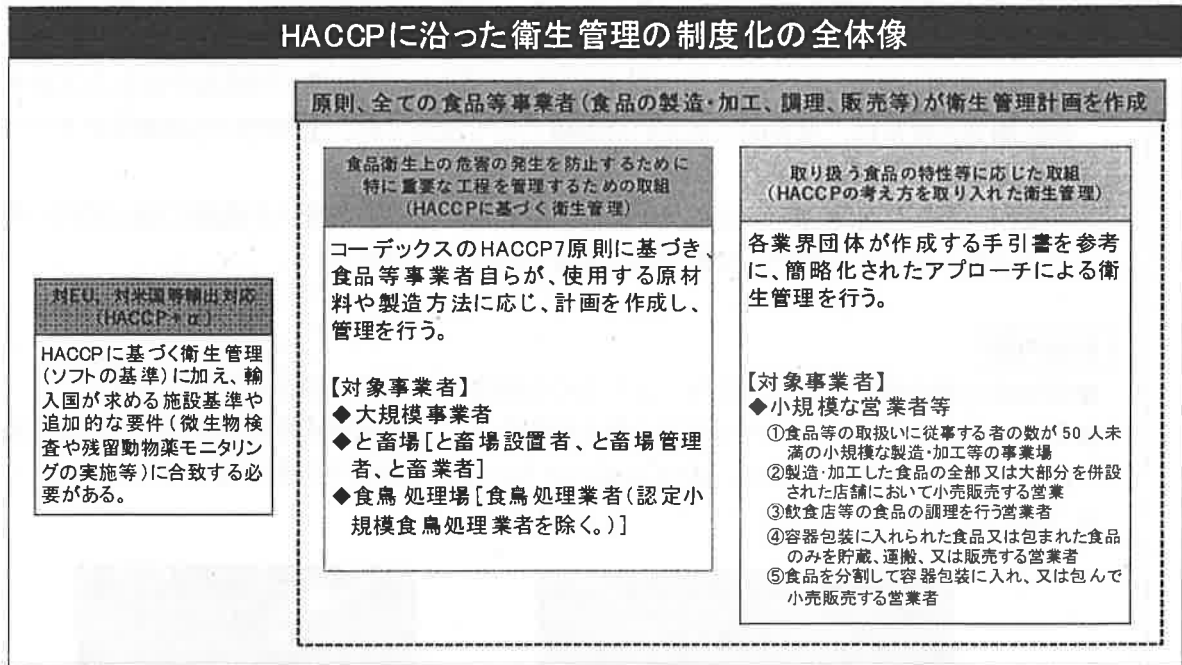 HACCPに沿った衛生管理の制度化の全体像
原則、全ての食品等事業者(食品の製造・加工、調理、販売等)が衛生管理計画を作成
対EU、対米国等輸出対応
(HACCP+α)
HACCPに基づく衛生管理
(ソフトの基準)に加え、輸
入国が求める施設基準や
追加的な要件(微生物検
査や残留動物薬モニタリン
グの実施等)に合致する必
要がある。
食品衛生上の危害の発生を防止するために
特に重要な工程を管理するための取組
(HACCPに基づく衛生管理)
コーデックスのHACCP7原則に基づき、
食品等事業者自らが、使用する原材
料や製造方法に応じ、計画を作成し、
管理を行う。
【対象事業者】
◆大規模事業者
◆と畜場[と畜場設置者、と畜場管理
者、と畜業者]
◆食鳥処理場[食鳥処理業者(認定小
規模食鳥処理業者を除く。)]
取り扱う食品の特性等に応じた取組
(HACCPの考え方を取り入れた衛生管理)
各業界団体が作成する手引書を参考
に、簡略化されたアプローチによる衛
生管理を行う。
【対象事業者】
◆小規模な営業者等
①食品等の取扱いに従事する者の数が50人未
満の小規模な製造・加工等の事業場
②製造・加工した食品の全部又は大部分を併設
された店舗において小売販売する営業
③飲食店等の食品の調理を行う営業者
④容器包装に入れられた食品又は包まれた食品
のみを貯蔵、運搬、又は販売する営業者
⑤食品を分割して容器包装に入れ、又は包んで
小売販売する営業者